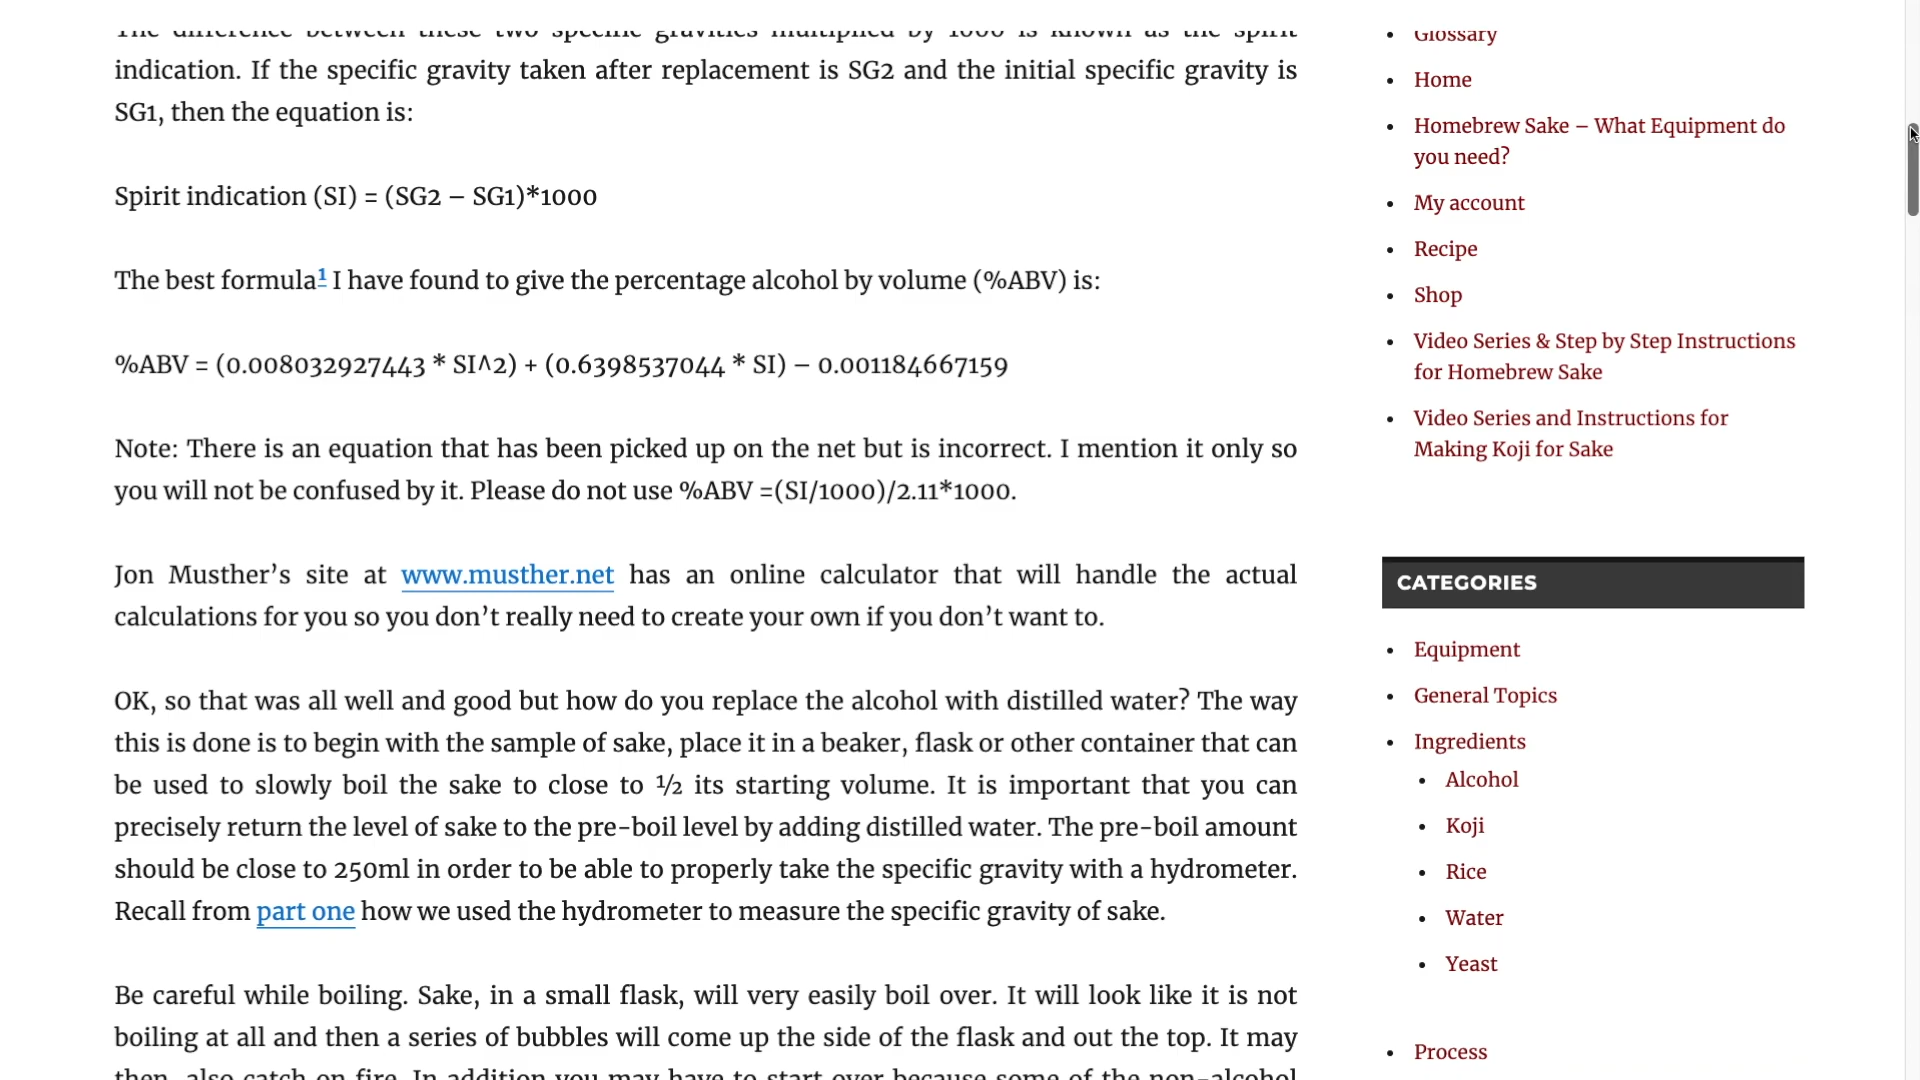 The difference between these two specific gravities multiplied by 1000 is known as the spirit
indication. If the specific gravity taken after replacement is SG2 and the initial specific gravity is
SG1, then the equation is:
Spirit indication (SI) = (SG2 – SG1)*1000
The best formula1 I have found to give the percentage alcohol by volume (%ABV) is:
%ABV = (0.008032927443 * SI^2) + (0.6398537044 * SI) – 0.001184667159
Note: There is an equation that has been picked up on the net but is incorrect. I mention it only so
you will not be confused by it. Please do not use %ABV =(SI/1000)/2.11*1000.
Jon Musther’s site at www.musther.net has an online calculator that will handle the actual
calculations for you so you don’t really need to create your own if you don’t want to.
OK, so that was all well and good but how do you replace the alcohol with distilled water? The way
this is done is to begin with the sample of sake, place it in a beaker, flask or other container that can
be used to slowly boil the sake to close to ½ its starting volume. It is important that you can
precisely return the level of sake to the pre-boil level by adding distilled water. The pre-boil amount
should be close to 250ml in order to be able to properly take the specific gravity with a hydrometer.
Recall from part one how we used the hydrometer to measure the specific gravity of sake.
Be careful while boiling. Sake, in a small flask, will very easily boil over. It will look like it is not
boiling at all and then a series of bubbles will come up the side of the flask and out the top. It may
then, also catch on fire. In addition you may have to start over because some of the non-alcohol
Glossary
Home
Homebrew Sake – What Equipment do
you need?
My account
Recipe
Shop
Video Series & Step by Step Instructions
for Homebrew Sake
Video Series and Instructions for
Making Koji for Sake
CATEGORIES
Equipment
General Topics
Ingredients
Alcohol
Koji
Rice
Water
Yeast
Process